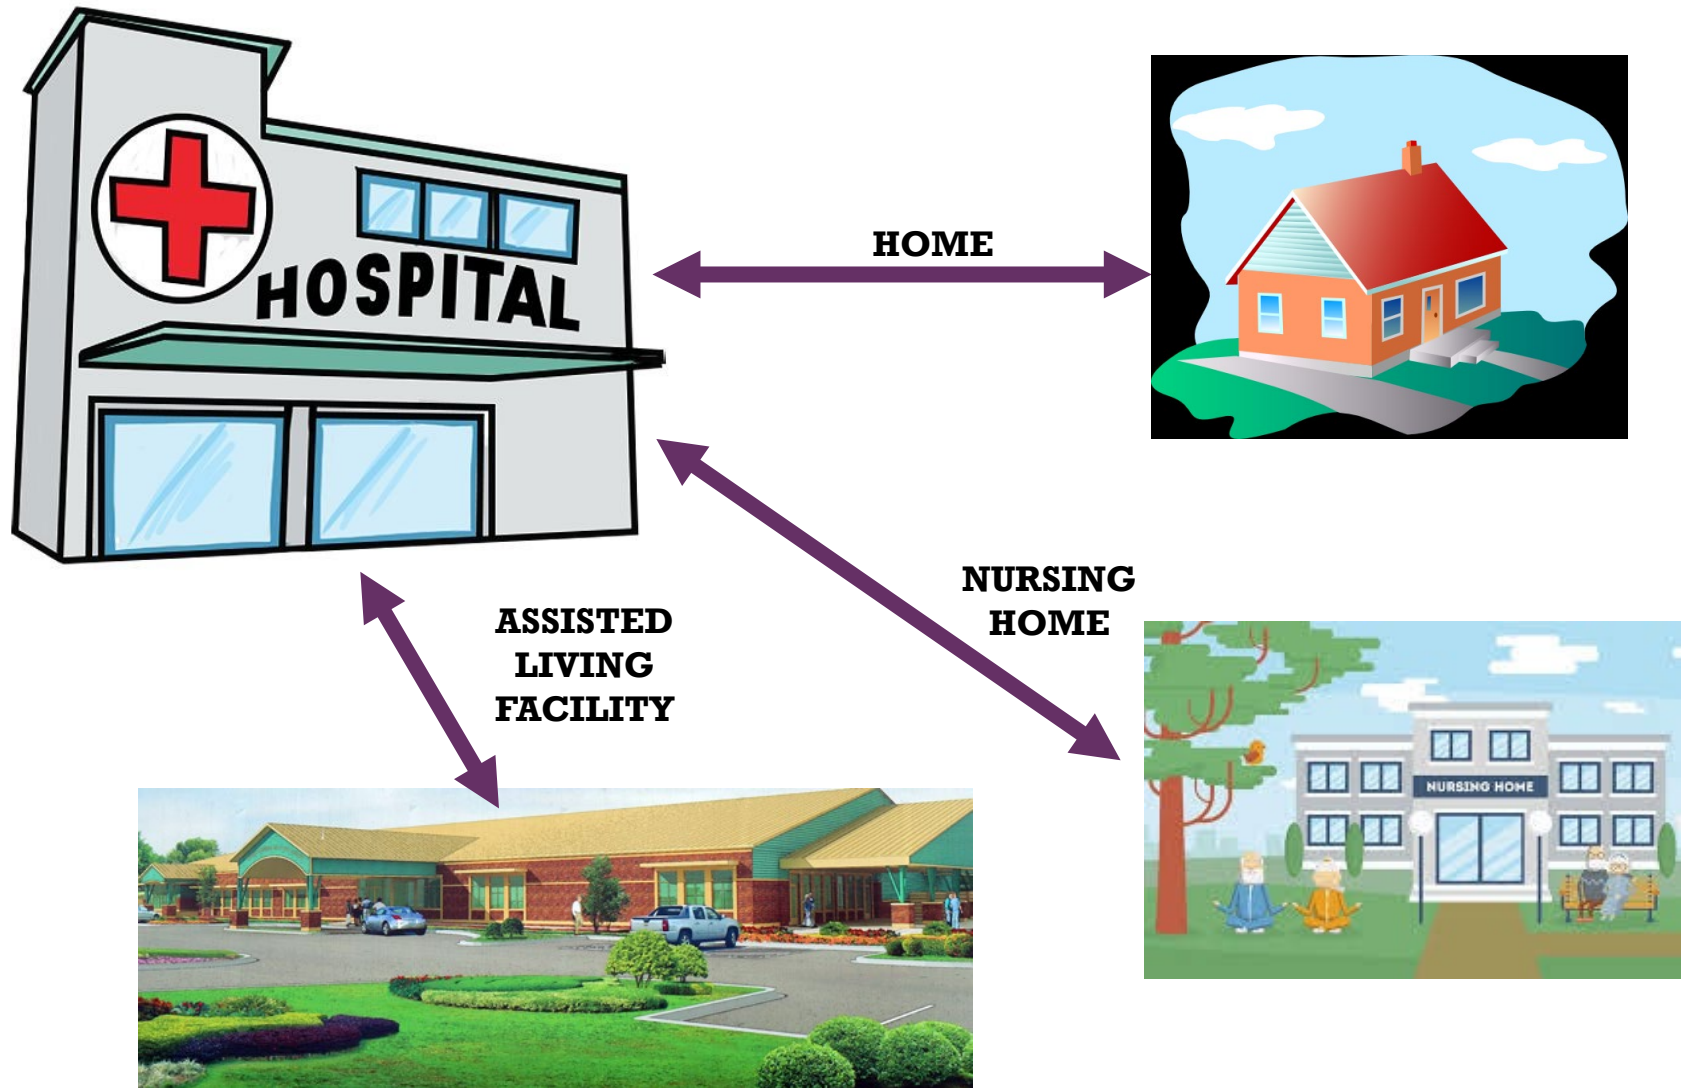 HOSPITAL
HOME
NURSING
HOME
ASSISTED
LIVING
FACILITY
NURSING HOME